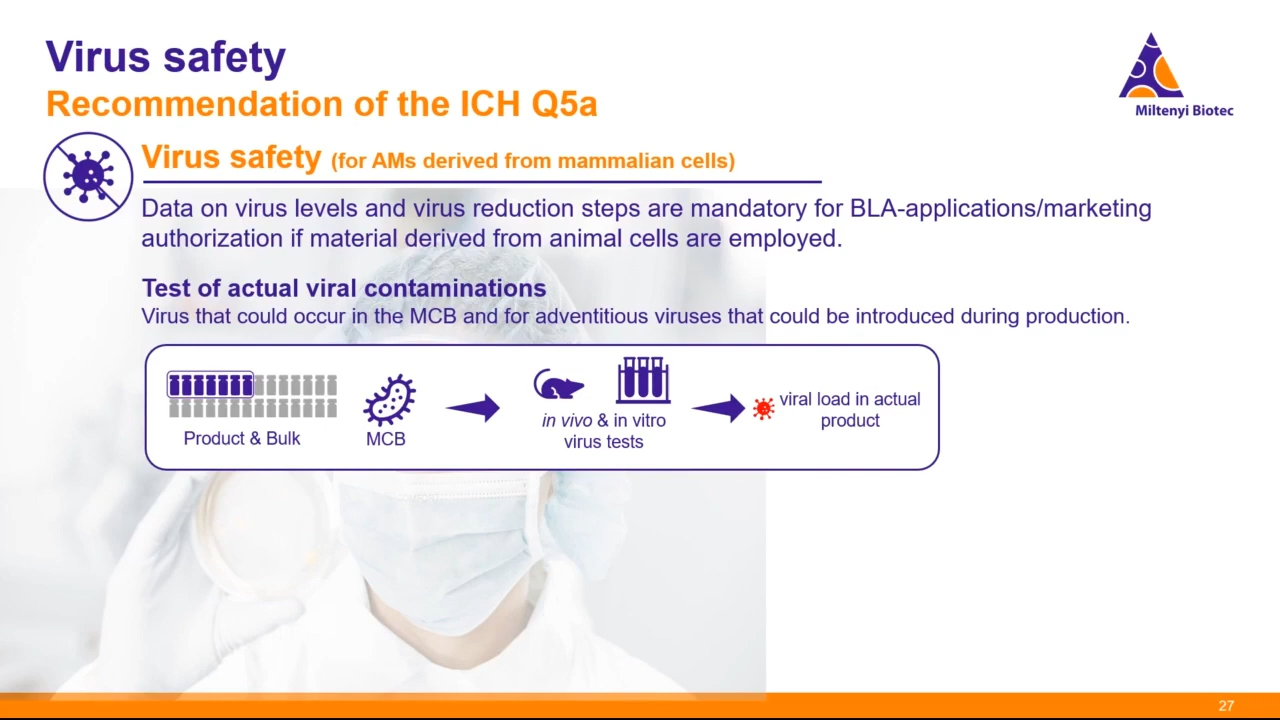 Virus safety
Recommendation of the ICH Q5a
Miltenyi Biotec
Virus safety (for AMs derived from mammalian cells)
Data on virus levels and virus reduction steps are mandatory for BLA-applications/marketing
authorization if material derived from animal cells are employed.
Test of actual viral contaminations
Virus that could occur in the MCB and for adventitious viruses that could be introduced during production.
Product & Bulk
MCB
in vivo & in vitro
virus tests
viral load in actual
product
27